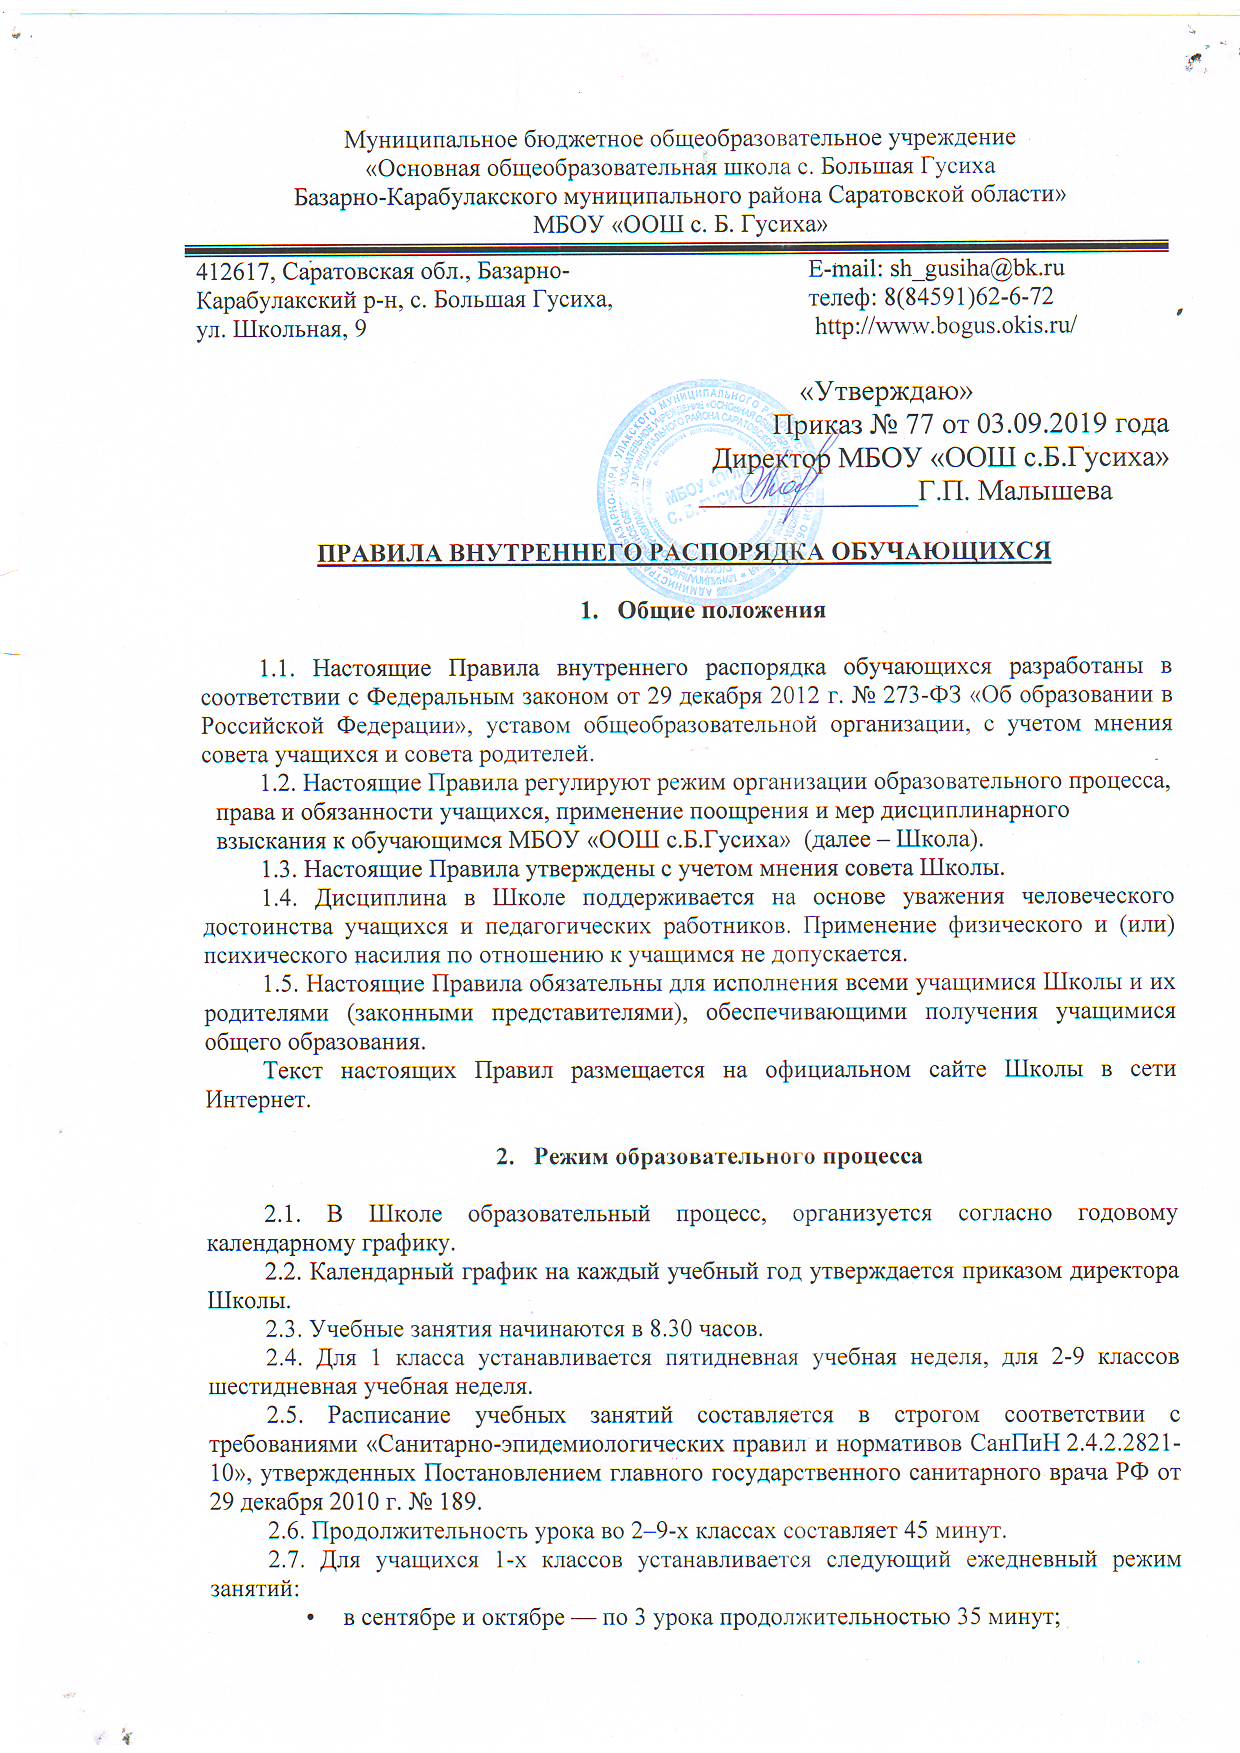 Муниципальное бюджетное общеобразовательное учреждение
«Основная общеобразовательная школа с. Большая Гусиха
Базарно-Карабулакского муниципального района Саратовской области»
МБОУ «ООШ с. Б. Гусиха»
412617, Саратовская обл., Базарно-
Карабулакский р-н, с. Большая Гусиха,
ул. Школьная, 9
E-mail: sh_gusiha@bk.ru
телеф: 8(84591)62-6-72
http://www.bogus.okis.ru/
«Утверждаю»
Приказ № 77 от 03.09.2019 года
Директор МБОУ «ООШ с.Б.Гусиха»
Г.П. Малышева
МБОУ «ООШ
С. Б. ГУСИХА»
ПРАВИЛА ВНУТРЕННЕГО РАСПОРЯДКА ОБУЧАЮЩИХСЯ
1. Общие положения
1.1. Настоящие Правила внутреннего распорядка обучающихся разработаны в
соответствии с Федеральным законом от 29 декабря 2012 г. № 273-ФЗ «Об образовании в
Российской Федерации», уставом общеобразовательной организации, с учетом мнения
совета учащихся и совета родителей.
1.2. Настоящие Правила регулируют режим организации образовательного процесса,
права и обязанности учащихся, применение поощрения и мер дисциплинарного
взыскания к обучающимся МБОУ «ООШ с.Б.Гусиха» (далее – Школа).
1.3. Настоящие Правила утверждены с учетом мнения совета Школы.
1.4. Дисциплина в Школе поддерживается на основе уважения человеческого
достоинства учащихся и педагогических работников. Применение физического и (или)
психического насилия по отношению к учащимся не допускается.
1.5. Настоящие Правила обязательны для исполнения всеми учащимися Школы и их
родителями (законными представителями), обеспечивающими получения учащимися
общего образования.
Текст настоящих Правил размещается на официальном сайте Школы в сети
Интернет.
2. Режим образовательного процесса
2.1. В Школе образовательный процесс, организуется согласно годовому
календарному графику.
2.2. Календарный график на каждый учебный год утверждается приказом директора
Школы.
2.3. Учебные занятия начинаются в 8.30 часов.
2.4. Для 1 класса устанавливается пятидневная учебная неделя, для 2-9 классов
шестидневная учебная неделя.
2.5. Расписание учебных занятий составляется в строгом соответствии с
требованиями «Санитарно-эпидемиологических правил и нормативов СанПиН 2.4.2.2821-
10», утвержденных Постановлением главного государственного санитарного врача РФ от
29 декабря 2010 г. № 189.
2.6. Продолжительность урока во 2–9-х классах составляет 45 минут.
2.7. Для учащихся 1-х классов устанавливается следующий ежедневный режим
занятий:
• в сентябре и октябре — по 3 урока продолжительностью 35 минут;